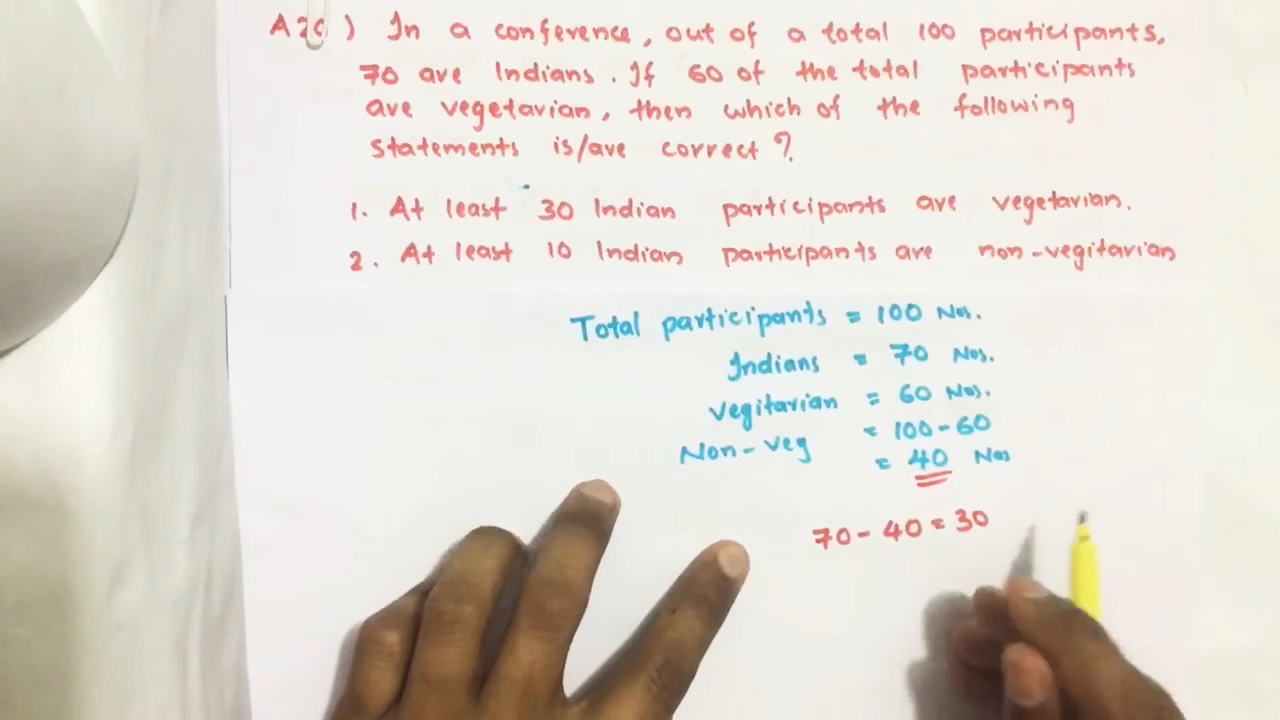 In a conference, out of a total 100 participants,
70 are Indians. If 60 of the total participants
are vegetarian, then which of the following
statements is/are correct?
1. At least 30 Indian participants are vegetarian.
2. At least 10 Indian participants are non-vegitarian
Total participants = 100 Nos.
Indians = 70 Nos.
Vegitarian = 60 Nos.
Non-veg = 100-60
= 40 Nos
70 - 40 = 30